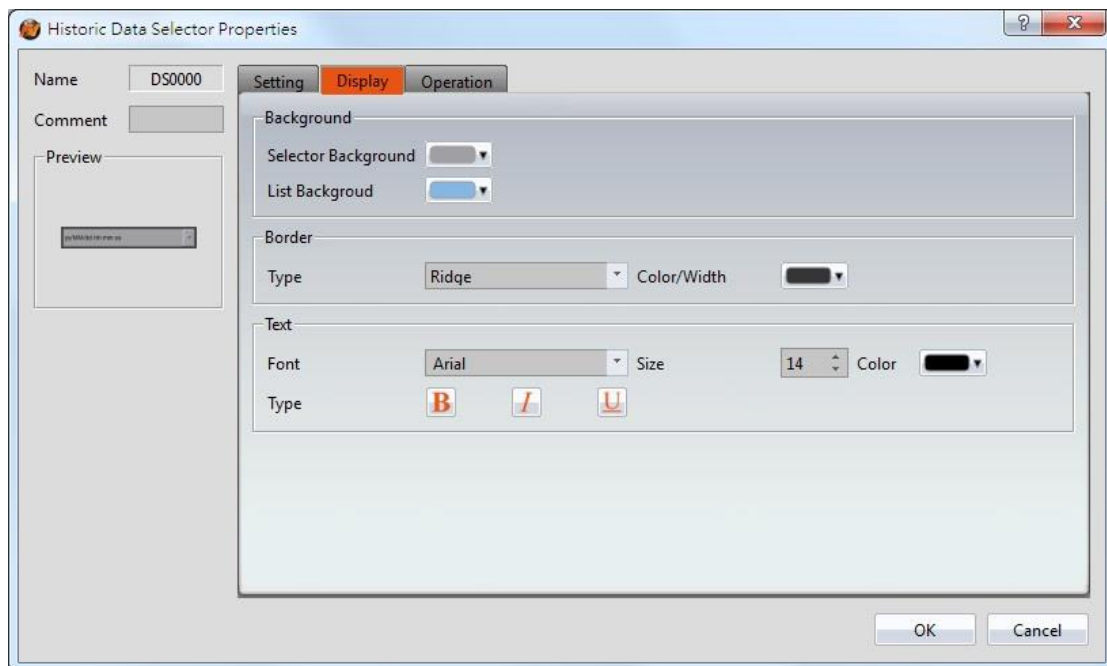 Historic Data Selector Properties
Name DS0000
Comment
Preview
Setting Display Operation
Background
Selector Background
List Backgroud
Border
Type Ridge Color/Width
Text
Font Arial Size 14 Color
Type B I U
OK Cancel